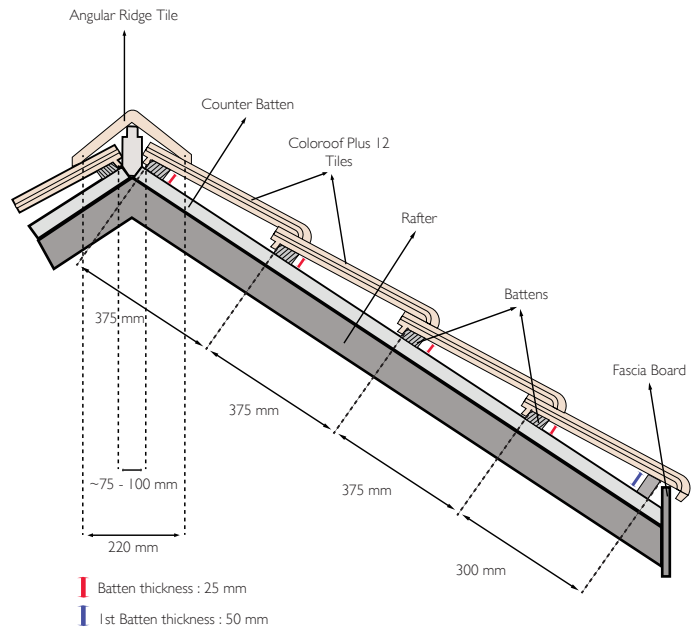 Angular Ridge Tile
Counter Batten
Coloroof Plus 12
Tiles
Rafter
Battens
Fascia Board
375 mm
375 mm
375 mm
300 mm
~75 - 100 mm
220 mm
Batten thickness : 25 mm
1st Batten thickness : 50 mm